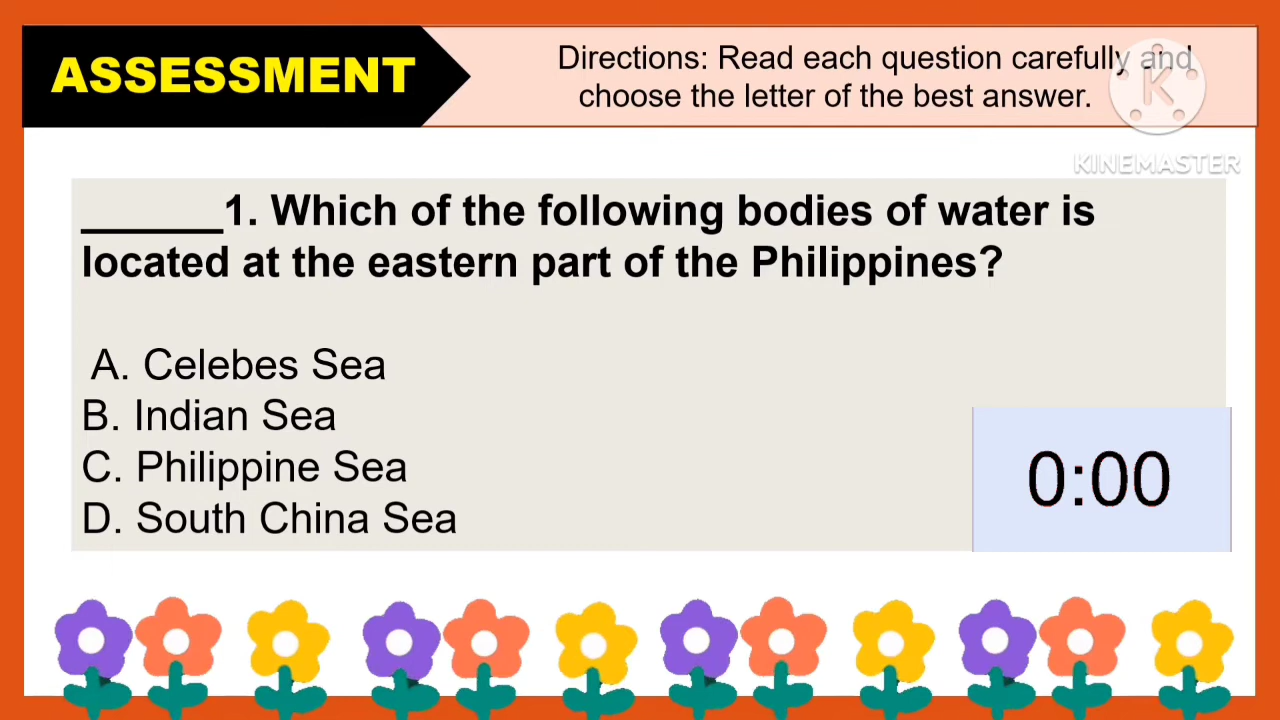 ASSESSMENT
Directions: Read each question carefully and
choose the letter of the best answer.
K
KINEMASTER
______1. Which of the following bodies of water is
located at the eastern part of the Philippines?
A. Celebes Sea
B. Indian Sea
C. Philippine Sea
D. South China Sea
0:00